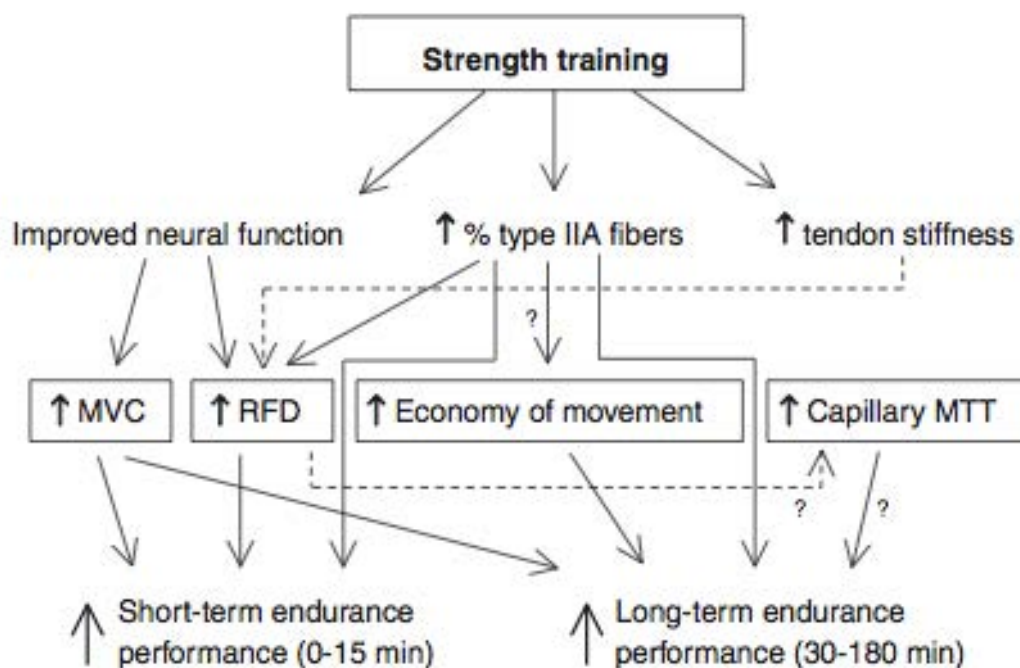 Strength training
Improved neural function
↑ % type IIA fibers
↑ tendon stiffness
?
↑ MVC
↑ RFD
↑ Economy of movement
↑ Capillary MTT
?
?
↑ Short-term endurance
performance (0-15 min)
↑ Long-term endurance
performance (30-180 min)